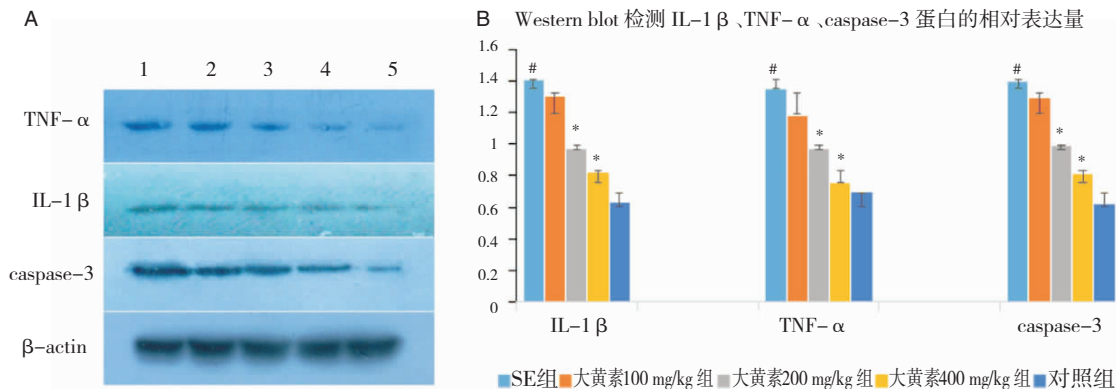 A
1 2 3 4 5
TNF-α
IL-1β
caspase-3
β-actin
B Western blot 检测 IL-1β、TNF-α、caspase-3 蛋白的相对表达量
1.6
1.4
1.2
1
0.8
0.6
0.4
0.2
0
# * *
# * *
# * *
IL-1β TNF-α caspase-3
SE组 大黄素100 mg/kg 组 大黄素200 mg/kg 组 大黄素400 mg/kg 组 对照组